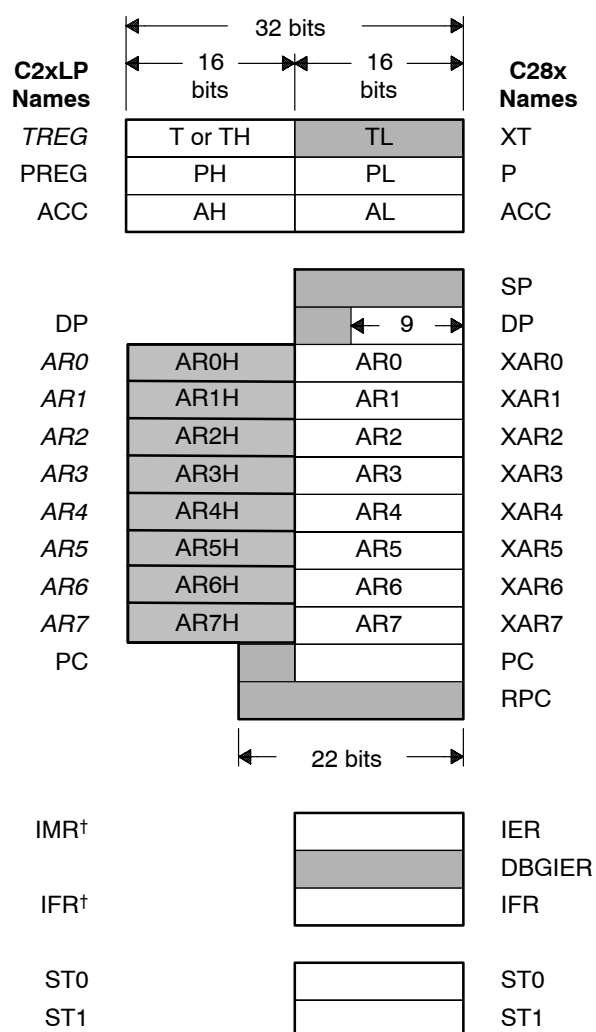 32 bits
C2xLP Names
16 bits
16 bits
C28x Names
TREG T or TH TL XT
PREG PH PL P
ACC AH AL ACC
SP
DP 9 DP
AR0 AR0H AR0 XAR0
AR1 AR1H AR1 XAR1
AR2 AR2H AR2 XAR2
AR3 AR3H AR3 XAR3
AR4 AR4H AR4 XAR4
AR5 AR5H AR5 XAR5
AR6 AR6H AR6 XAR6
AR7 AR7H AR7 XAR7
PC PC
RPC
22 bits
IMR† IER
DBGIER
IFR† IFR
ST0 ST0
ST1 ST1